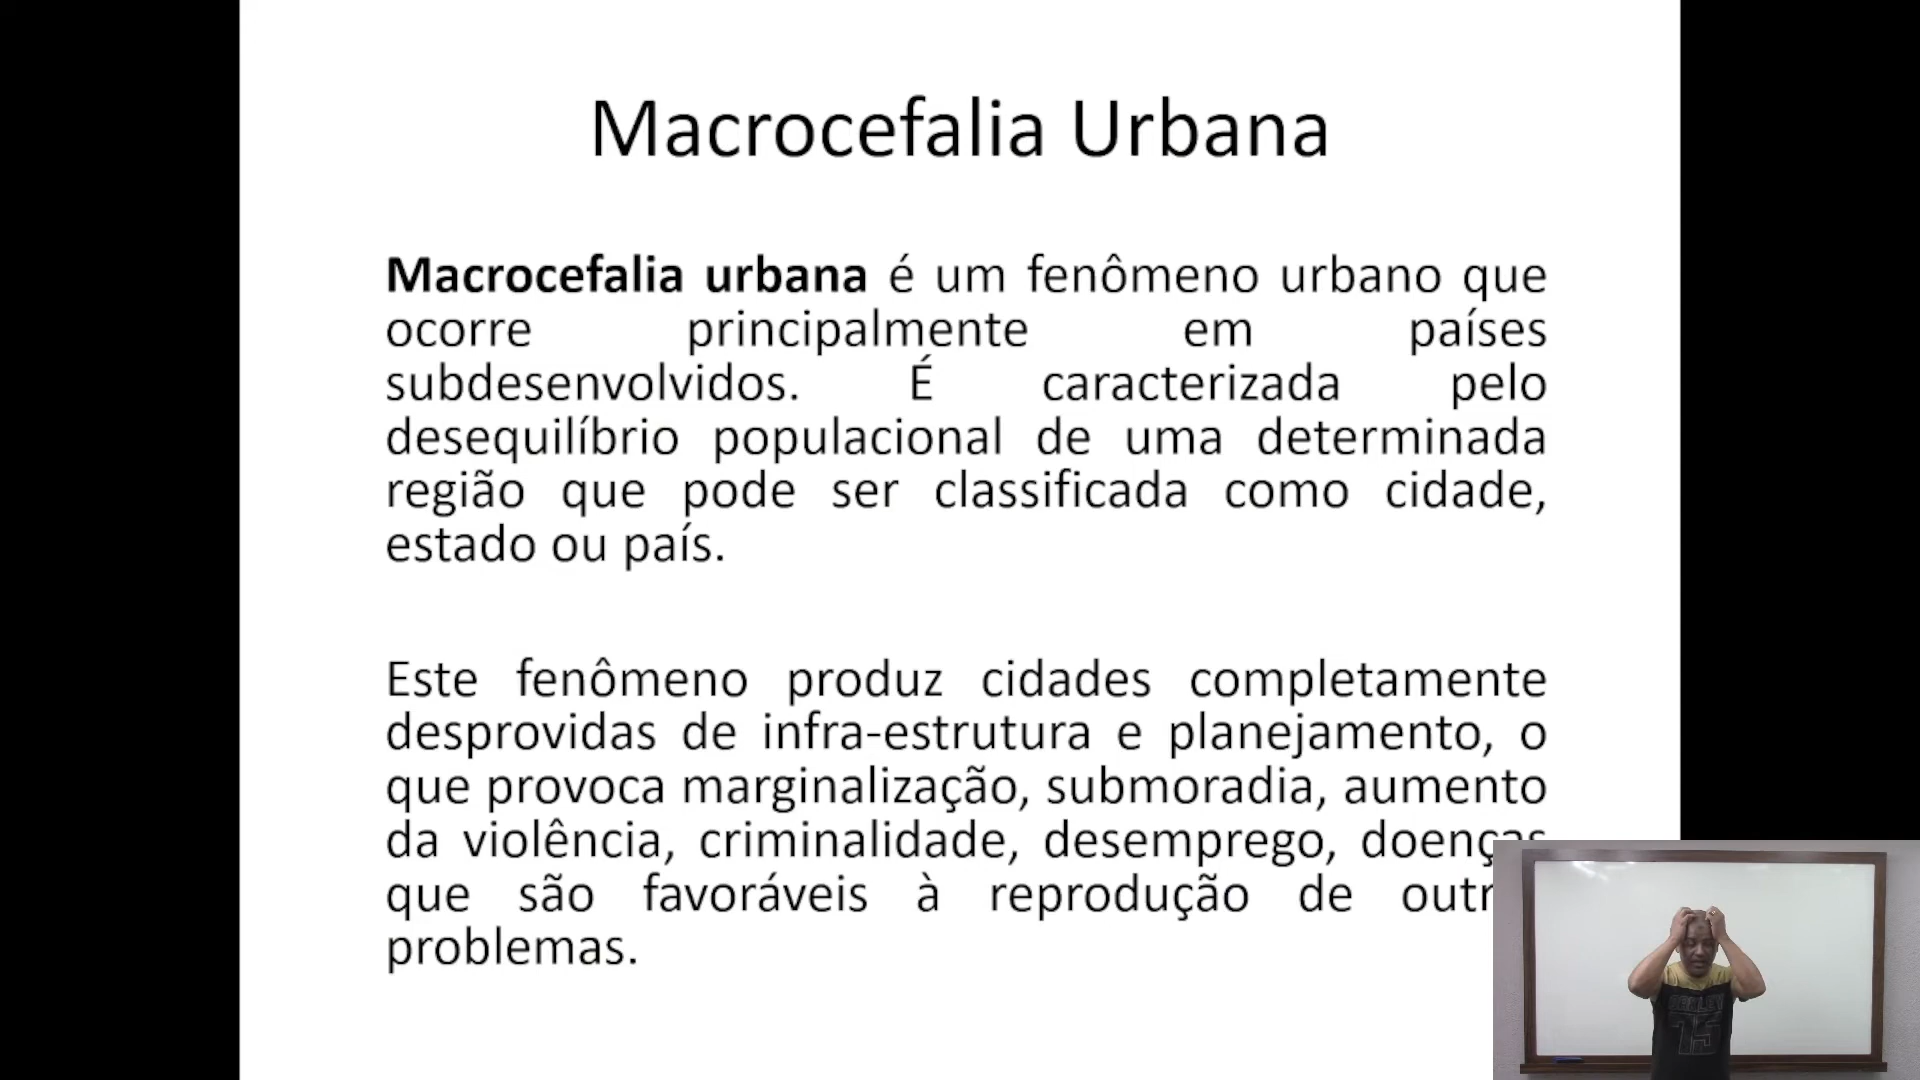 Macrocefalia Urbana
Macrocefalia urbana é um fenômeno urbano que
ocorre principalmente em países
subdesenvolvidos. É caracterizada pelo
desequilíbrio populacional de uma determinada
região que pode ser classificada como cidade,
estado ou país.
Este fenômeno produz cidades completamente
desprovidas de infra-estrutura e planejamento, o
que provoca marginalização, submoradia, aumento
da violência, criminalidade, desemprego, doenças
que são favoráveis à reprodução de
problemas.